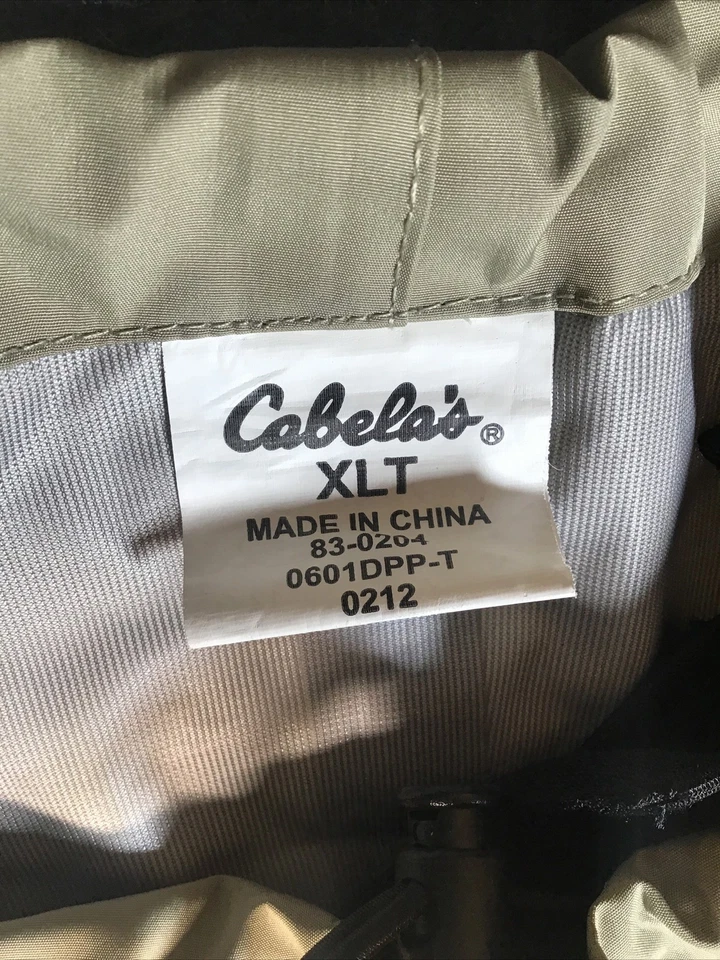 Cabela's®
XLT
MADE IN CHINA
83-0204
0601DPP-T
0212